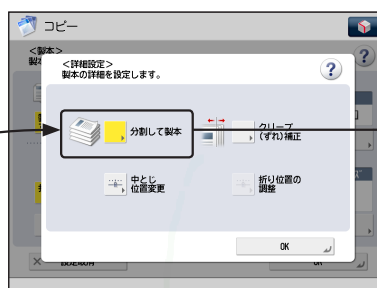 コピー
<製本>
製本
<詳細設定>
製本の詳細を設定します。
?
?
分割して製本
クリープ
(ずれ)補正
中とじ
位置変更
折り位置の
調整
OK
× 設定取消
OK